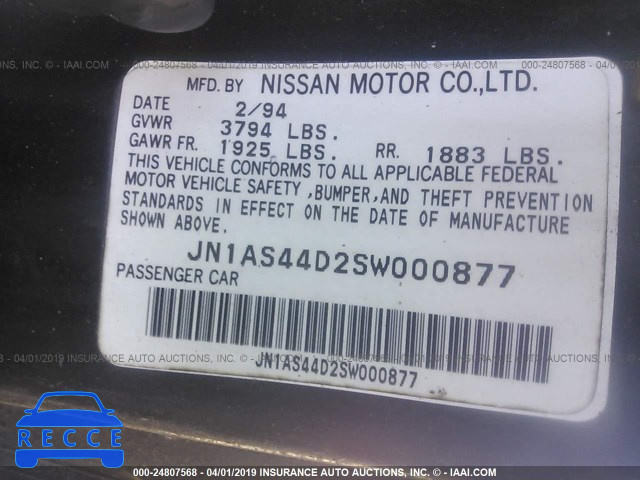 000-24807568 - 04/01/2019 INSURANCE AUTO AUCTIONS, INC. - IAAI.COM
MFD. BY NISSAN MOTOR CO.,LTD.
DATE 2/94
GVWR 3794 LBS.
GAWR FR. 1925 LBS. RR. 1883 LBS.
THIS VEHICLE CONFORMS TO ALL APPLICABLE FEDERAL
MOTOR VEHICLE SAFETY ,BUMPER,AND THEFT PREVENTION
STANDARDS IN EFFECT ON THE DATE OF MANUFACTURE
SHOWN ABOVE.
JN1AS44D2SW000877
PASSENGER CAR
JN1AS44D2SW000877
RECCE
000-24807568 - 04/01/2019 INSURANCE AUTO AUCTIONS, INC. - IAAI.COM